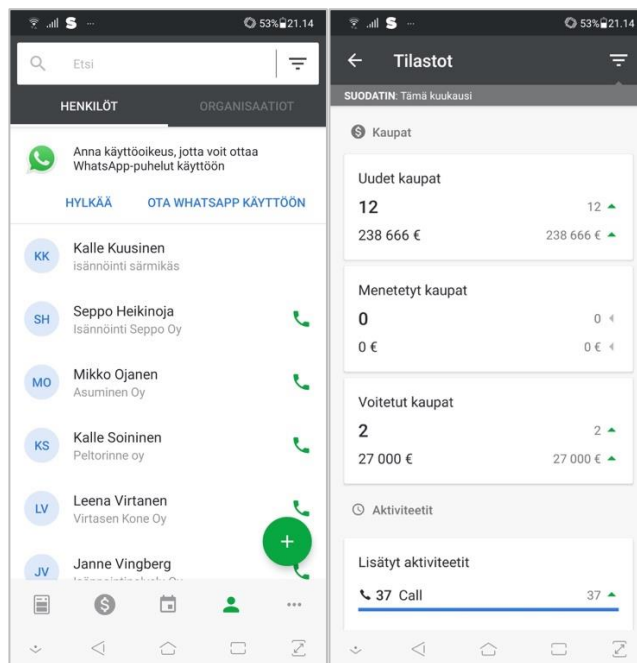 S ... 53% 21.14
Etsi
HENKILÖT ORGANISAATIOT
Anna käyttöoikeus, jotta voit ottaa
WhatsApp-puhelut käyttöön
HYLKÄÄ OTA WHATSAPP KÄYTTÖÖN
KK Kalle Kuusinen
isännöinti särmikäs
SH Seppo Heikinoja
Isännöinti Seppo Oy
MO Mikko Ojanen
Asuminen Oy
KS Kalle Soininen
Peltorinne oy
LV Leena Virtanen
Virtasen Kone Oy
+
JV Janne Vingberg
S ... 53% 21.14
Tilastot
SUODATIN: Tämä kuukausi
Kaupat
Uudet kaupat
12 12
238 666 € 238 666 €
Menetetyt kaupat
0 0
0 € 0 €
Voitetut kaupat
2 2
27 000 € 27 000 €
Aktiviteetit
Lisätyt aktiviteetit
37 Call 37